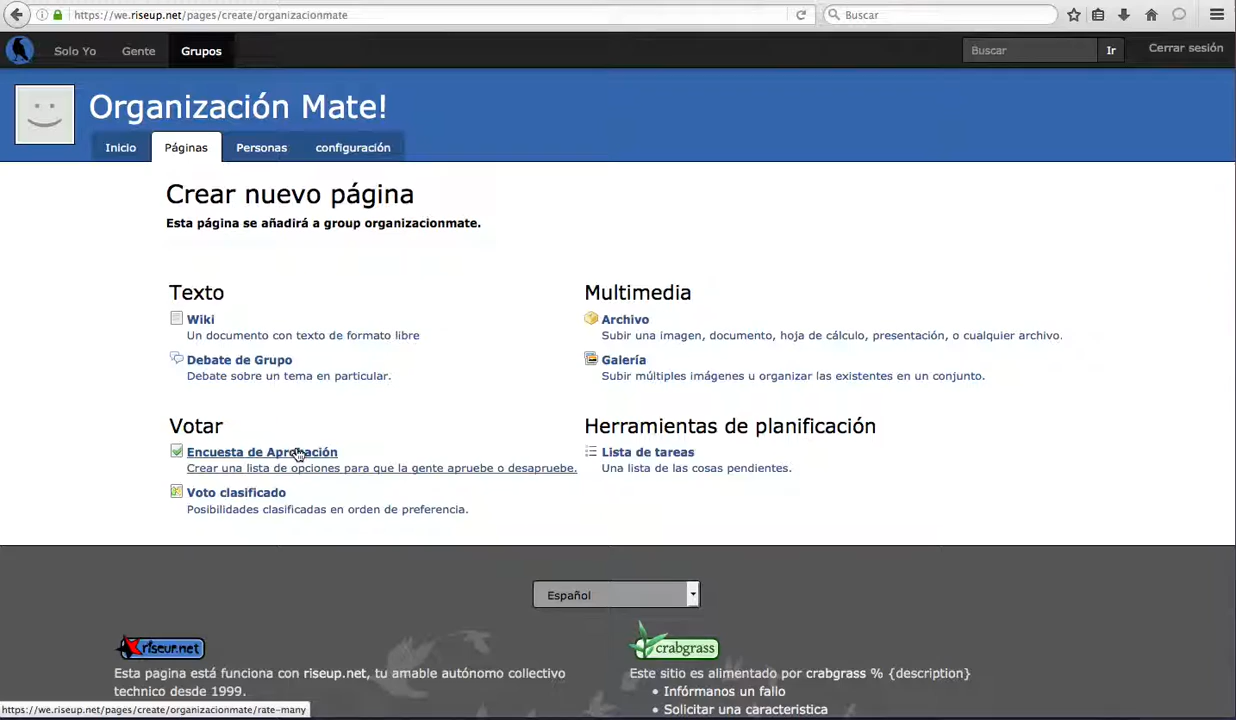 https://we.riseup.net/pages/create/organizacionmate
Buscar
Solo Yo
Gente
Grupos
Buscar
Ir
Cerrar sesión
Organización Mate!
Inicio
Páginas
Personas
configuración
Crear nuevo página
Esta página se añadirá a group organizacionmate.
Texto
Wiki
Un documento con texto de formato libre
Debate de Grupo
Debate sobre un tema en particular.
Multimedia
Archivo
Subir una imagen, documento, hoja de cálculo, presentación, o cualquier archivo.
Galería
Subir múltiples imágenes u organizar las existentes en un conjunto.
Votar
Encuesta de Aprobación
Crear una lista de opciones para que la gente apruebe o desapruebe.
Voto clasificado
Posibilidades clasificadas en orden de preferencia.
Herramientas de planificación
Lista de tareas
Una lista de las cosas pendientes.
Español
riseup.net
Esta pagina está funciona con riseup.net, tu amable autónomo colectivo
technico desde 1999.
crabgrass
Este sitio es alimentado por crabgrass % {description}
• Infórmanos un fallo
• Solicitar una caracteristica
https://we.riseup.net/pages/create/organizacionmate/rate-many